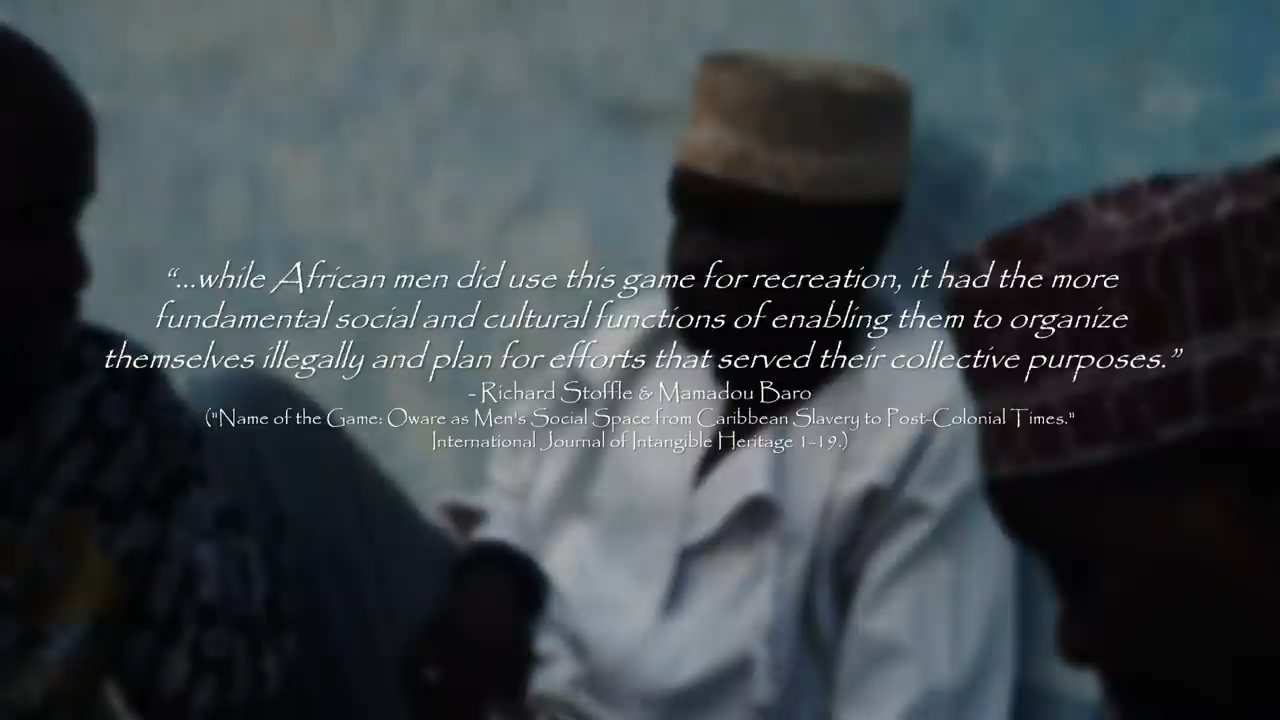 “...while African men did use this game for recreation, it had the more
fundamental social and cultural functions of enabling them to organize
themselves illegally and plan for efforts that served their collective purposes.”
- Richard Stoffle & Mamadou Baro
("Name of the Game: Oware as Men's Social Space from Caribbean Slavery to Post-Colonial Times."
International Journal of Intangible Heritage 1-19.)